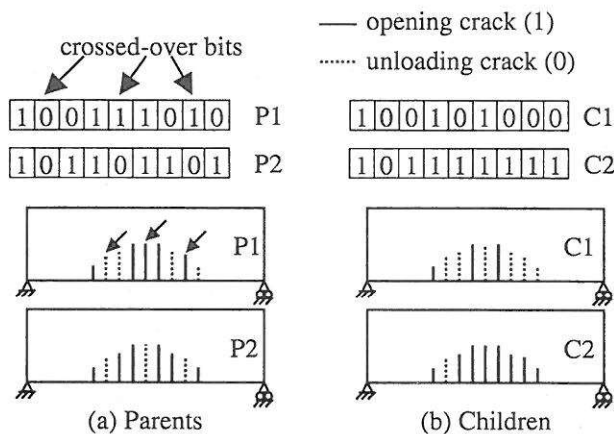 crossed-over bits
opening crack (1)
unloading crack (0)
1 0 0 1 1 1 0 1 0 P1
1 0 1 1 0 1 1 0 1 P2
1 0 0 1 0 1 0 0 0 C1
1 0 1 1 1 1 1 1 1 C2
P1
P2
(a) Parents
C1
C2
(b) Children